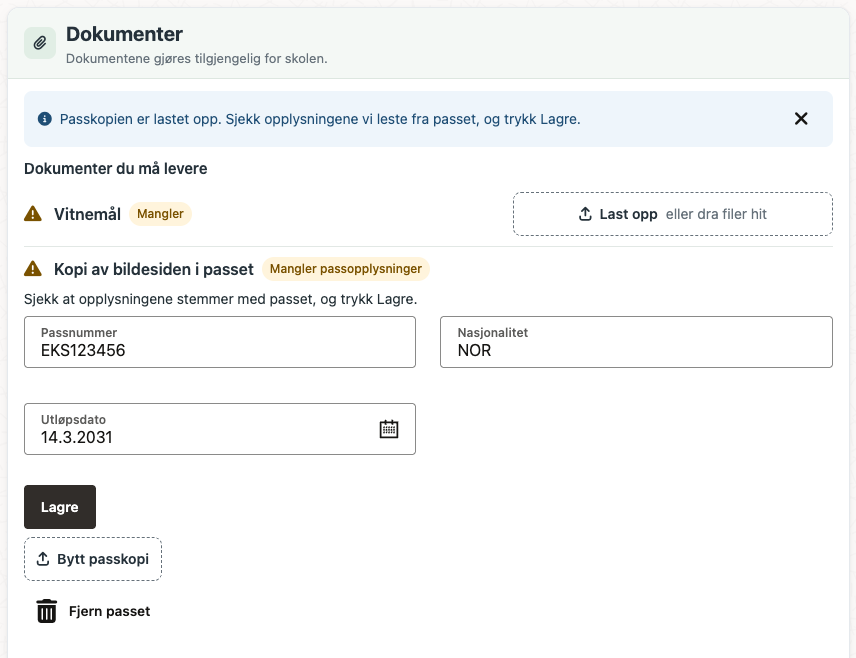 Dokumenter
Dokumentene gjøres tilgjengelig for skolen.
Passkopien er lastet opp. Sjekk opplysningene vi leste fra passet, og trykk Lagre.
Dokumenter du må levere
Vitnemål Mangler
Last opp eller dra filer hit
Kopi av bildesiden i passet Mangler passopplysninger
Sjekk at opplysningene stemmer med passet, og trykk Lagre.
Passnummer
EKS123456
Nasjonalitet
NOR
Utløpsdato
14.3.2031
Lagre
Bytt passkopi
Fjern passet